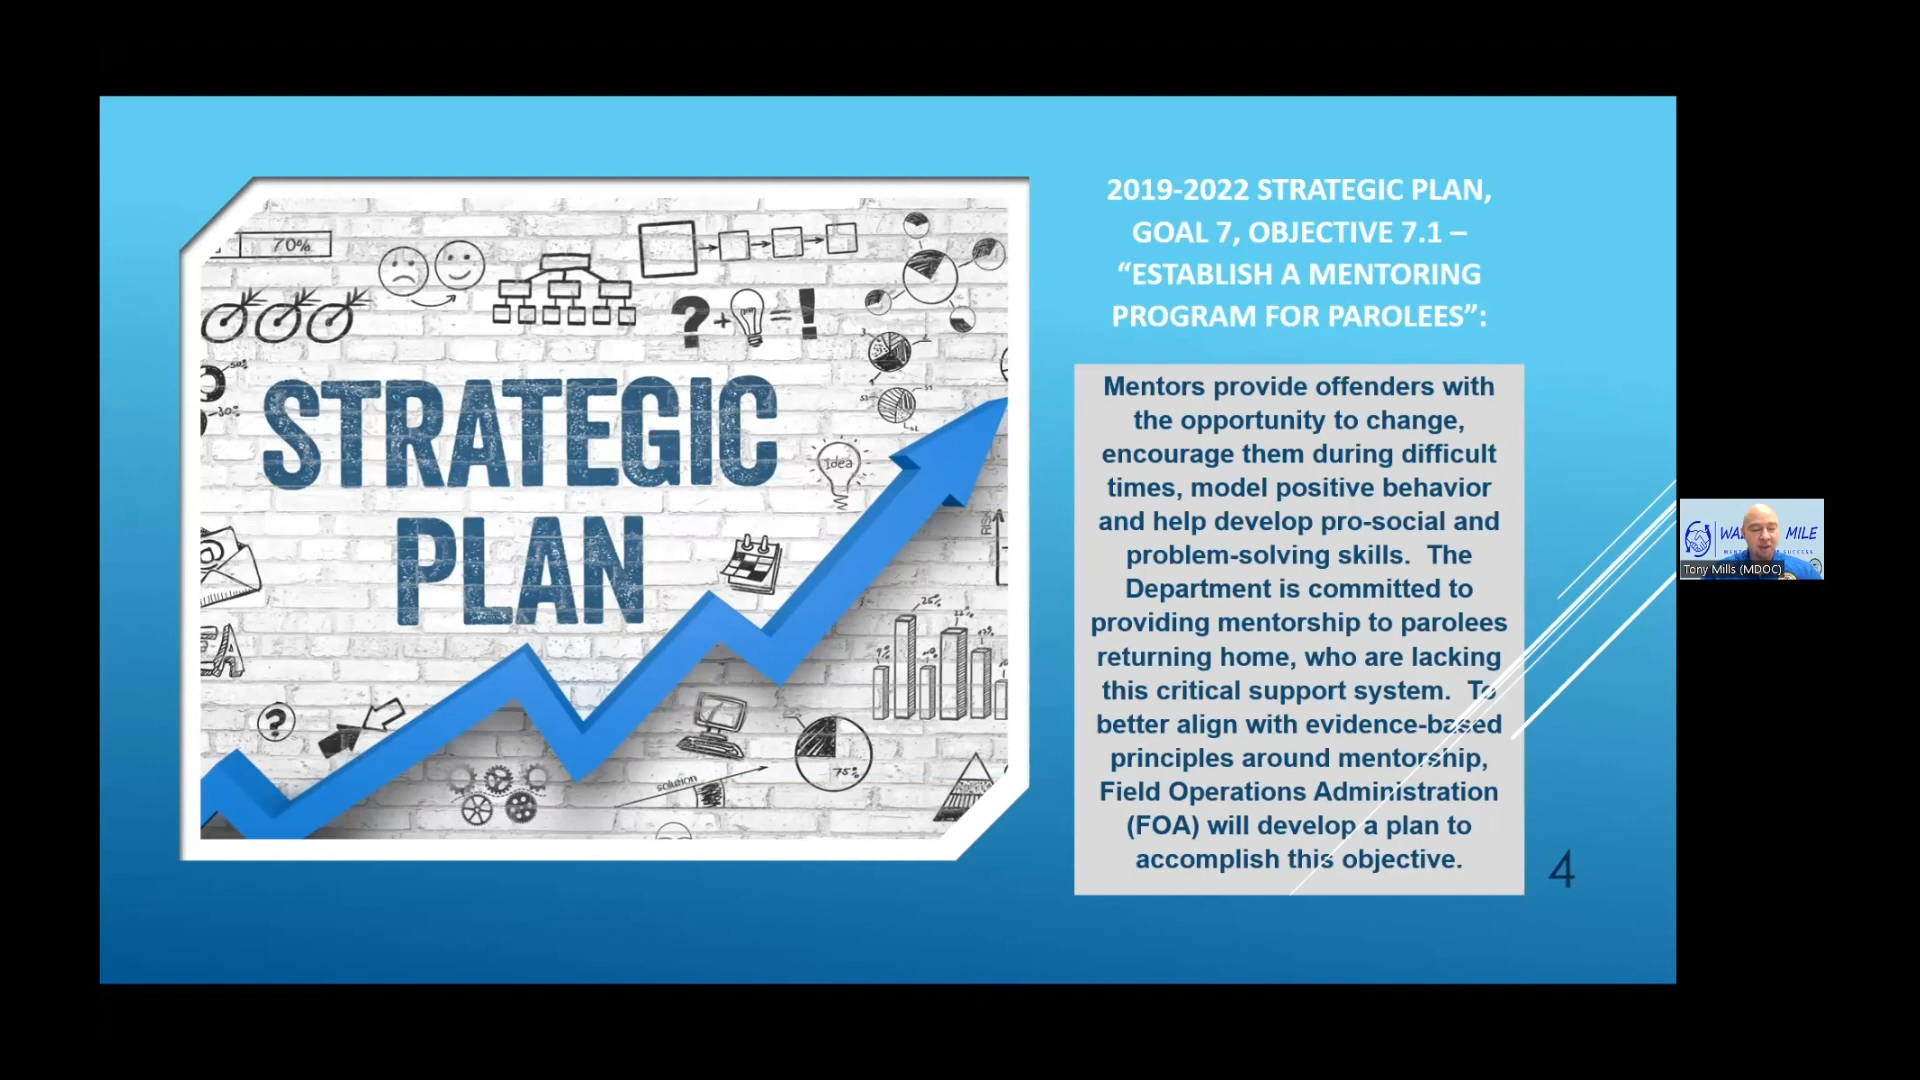 70%
2019-2022 STRATEGIC PLAN,
GOAL 7, OBJECTIVE 7.1 –
“ESTABLISH A MENTORING
PROGRAM FOR PAROLEES”:
? + = !
STRATEGIC
PLAN
Idea
Mentors provide offenders with
the opportunity to change,
encourage them during difficult
times, model positive behavior
and help develop pro-social and
problem-solving skills. The
Department is committed to
providing mentorship to parolees
returning home, who are lacking
this critical support system. To
better align with evidence-based
principles around mentorship,
Field Operations Administration
(FOA) will develop a plan to
accomplish this objective.
@
?
solution
75%
4
MILE
SUCCESS
Tony Mills (MDOC)